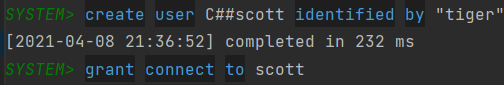 SYSTEM> create user C##scott identified by "tiger"
[2021-04-08 21:36:52] completed in 232 ms
SYSTEM> grant connect to scott